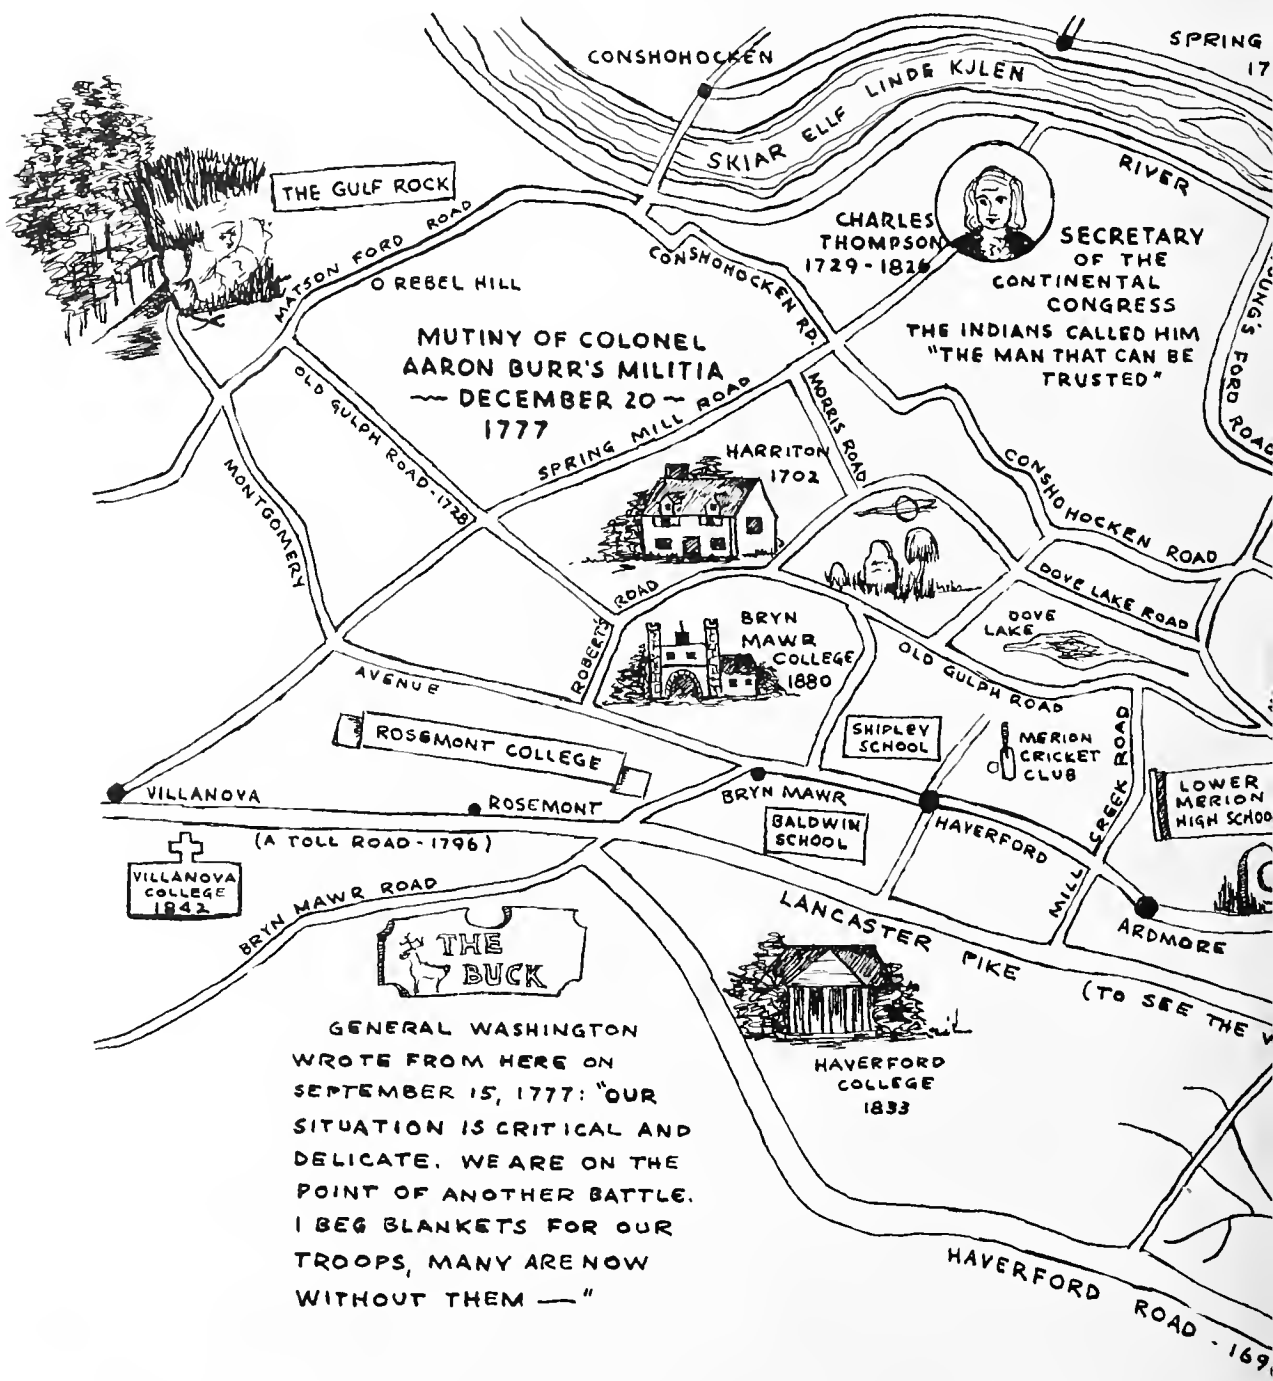 CONSHOHOCKEN
SKIAR ELLF LINDE KJLEN
SPRING
17
RIVER
THE GULF ROCK
MATSON FORD ROAD
O REBEL HILL
CONSHOHOCKEN RD.
CHARLES
THOMPSON
1729-1826
SECRETARY
OF THE
CONTINENTAL
CONGRESS
THE INDIANS CALLED HIM
"THE MAN THAT CAN BE
TRUSTED"
FORD ROAD
MUTINY OF COLONEL
AARON BURR'S MILITIA
— DECEMBER 20 —
1777
OLD GULPH ROAD-1728
SPRING MILL ROAD
MORRIS ROAD
MONTGOMERY
AVENUE
HARRITON
1702
CONSHOHOCKEN ROAD
ROBERTS ROAD
DOVE LAKE ROAD
DOVE
LAKE
BRYN
MAWR
COLLEGE
1880
OLD GULPH ROAD
ROSEMONT COLLEGE
SHIPLEY
SCHOOL
MERION
CRICKET
CLUB
MILL CREEK ROAD
LOWER
MERION
HIGH SCHOO
VILLANOVA
ROSEMONT
BRYN MAWR
HAVERFORD
BALDWIN
SCHOOL
(A TOLL ROAD-1796)
VILLANOVA
COLLEGE
1842
BRYN MAWR ROAD
ARDMORE
LANCASTER PIKE
(TO SEE THE
THE
BUCK
HAVERFORD
COLLEGE
1833
GENERAL WASHINGTON
WROTE FROM HERE ON
SEPTEMBER 15, 1777: "OUR
SITUATION IS CRITICAL AND
DELICATE. WE ARE ON THE
POINT OF ANOTHER BATTLE.
I BEG BLANKETS FOR OUR
TROOPS, MANY ARE NOW
WITHOUT THEM —"
HAVERFORD ROAD - 169